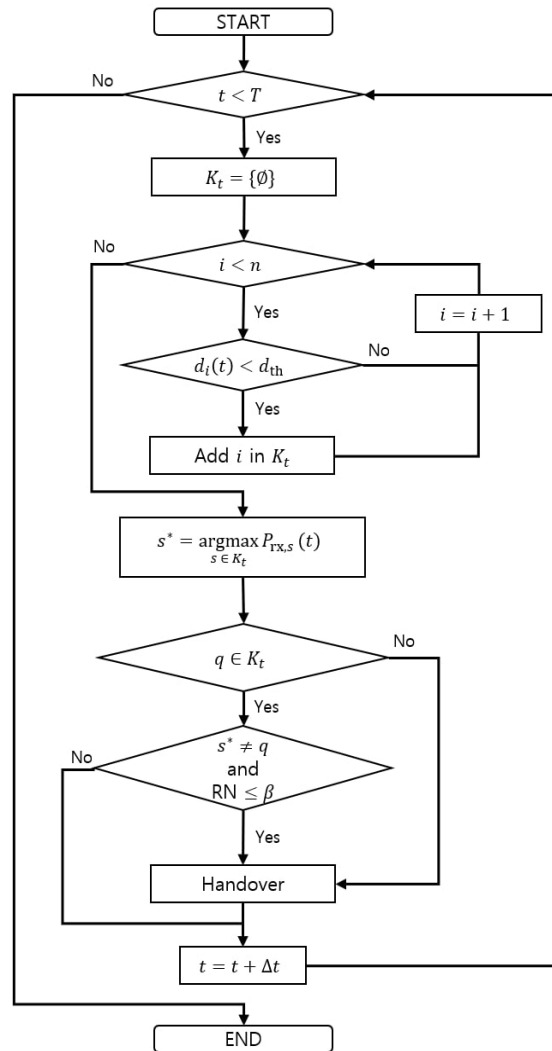 START
No
t < T
Yes
K_t = {∅}
No
i < n
Yes
i = i + 1
d_i(t) < d_th
No
Yes
Add i in K_t
s* = argmax P_rx,s (t)
s ∈ K_t
No
q ∈ K_t
Yes
s* ≠ q
No
and
RN ≤ β
Yes
Handover
No
t = t + Δt
END